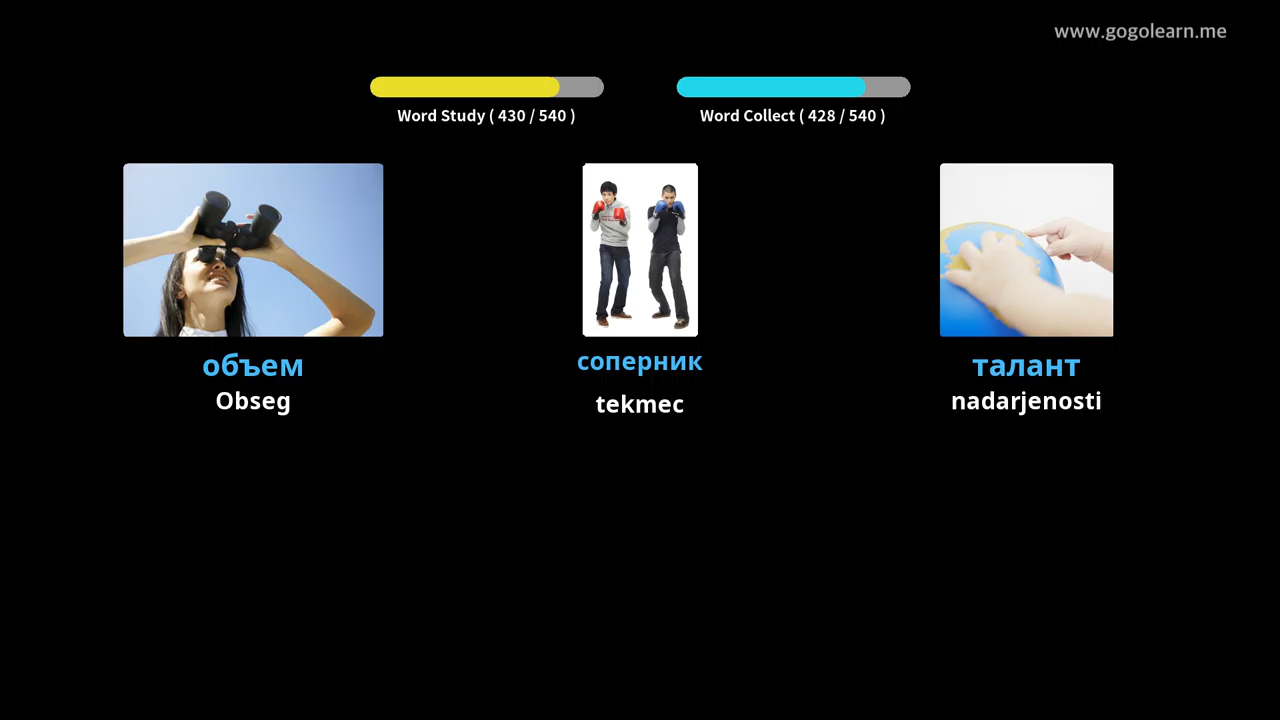 www.gogolearn.me
Word Study ( 430 / 540 )
Word Collect ( 428 / 540 )
объем
соперник
талант
Obseg
tekmec
nadarjenosti